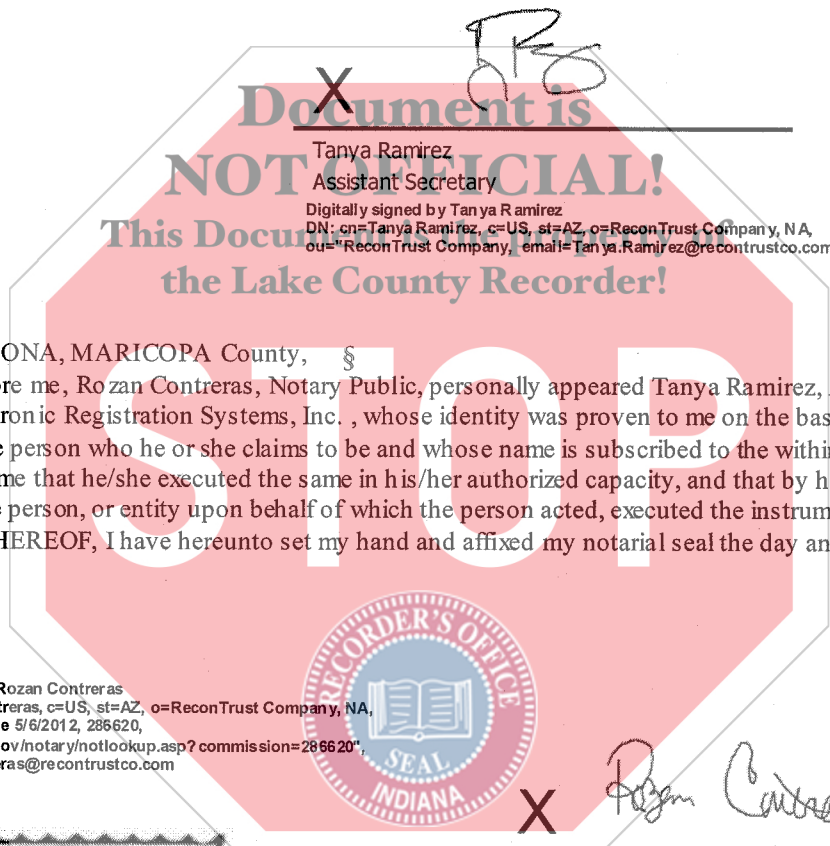 X
Document is
Tanya Ramirez
NOT OFFICIAL!
Assistant Secretary
Digitally signed by Tanya Ramirez
DN: cn=Tanya Ramirez, c=US, st=AZ, o=ReconTrust Company, NA,
This Document is the property of
ou="ReconTrust Company, email=Tanya.Ramirez@recontrustco.com
the Lake County Recorder!
ONA, MARICOPA County, §
re me, Rozan Contreras, Notary Public, personally appeared Tanya Ramirez,
ronic Registration Systems, Inc. , whose identity was proven to me on the bas
e person who he or she claims to be and whose name is subscribed to the within
me that he/she executed the same in his/her authorized capacity, and that by h
e person, or entity upon behalf of which the person acted, executed the instrum
HEREOF, I have hereunto set my hand and affixed my notarial seal the day an
STOP
RECORDER'S OFFICE
SEAL
INDIANA
Rozan Contreras
treras, c=US, st=AZ, o=ReconTrust Company, NA,
e 5/6/2012, 286620,
ov/notary/notlookup.asp?commission=286620",
eras@recontrustco.com
X Rozan Contre